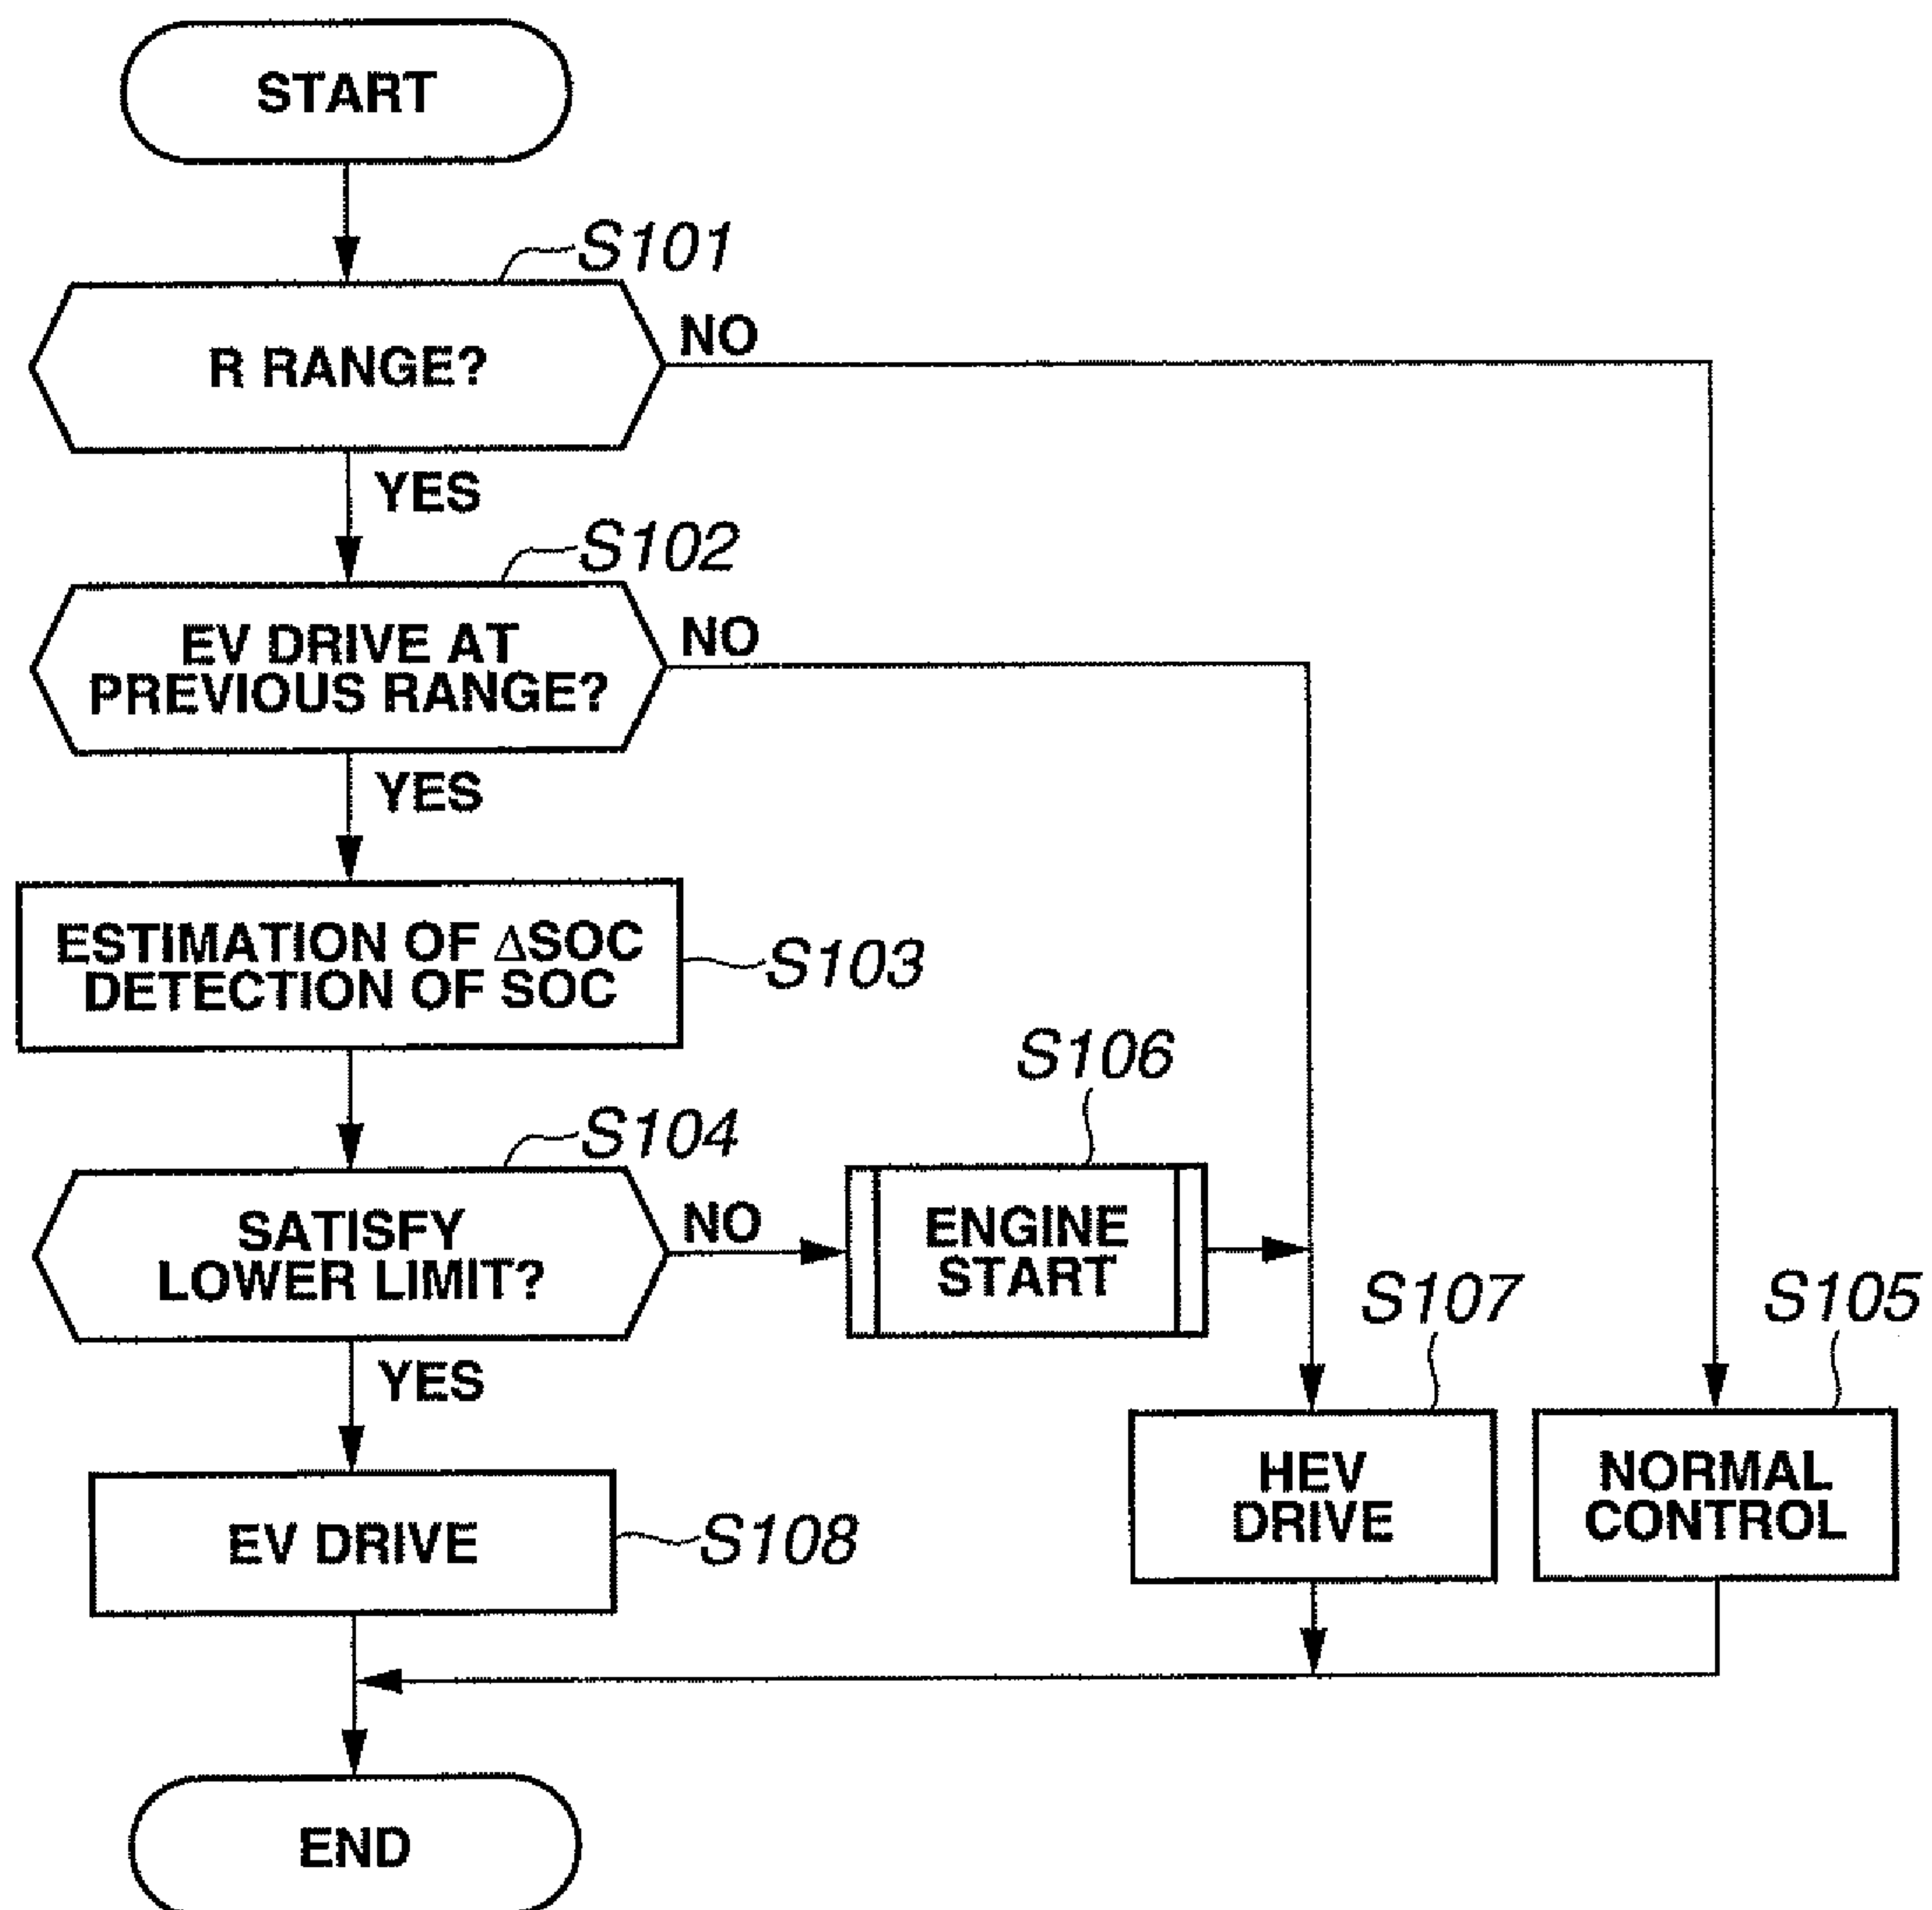 START
S101
R RANGE?
NO
YES
S102
EV DRIVE AT
PREVIOUS RANGE?
NO
YES
ESTIMATION OF ΔSOC
DETECTION OF SOC
S103
S104
SATISFY
LOWER LIMIT?
NO
YES
S106
ENGINE
START
S107
HEV
DRIVE
S105
NORMAL
CONTROL
EV DRIVE
S108
END